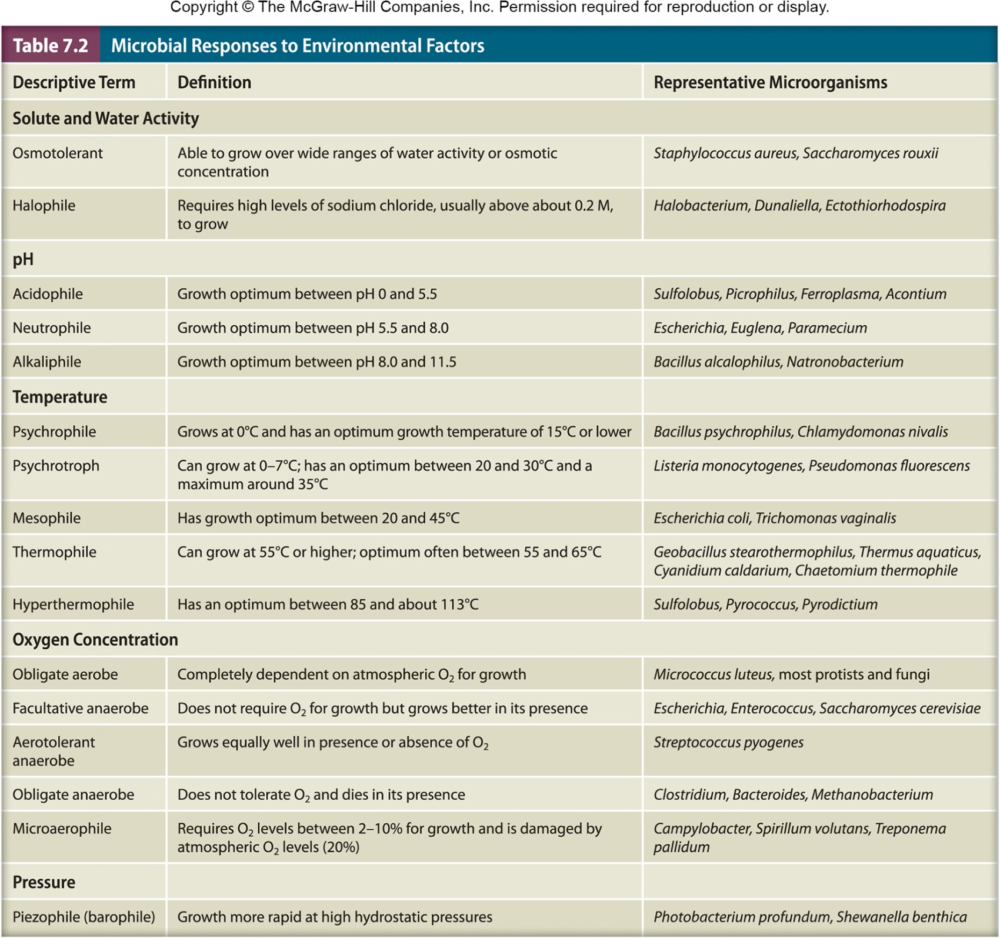 Copyright © The McGraw-Hill Companies, Inc. Permission required for reproduction or display.
Table 7.2 Microbial Responses to Environmental Factors
Descriptive Term Definition Representative Microorganisms
Solute and Water Activity
Osmotolerant Able to grow over wide ranges of water activity or osmotic Staphylococcus aureus, Saccharomyces rouxii
concentration
Halophile Requires high levels of sodium chloride, usually above about 0.2 M, Halobacterium, Dunaliella, Ectothiorhodospira
to grow
pH
Acidophile Growth optimum between pH 0 and 5.5 Sulfolobus, Picrophilus, Ferroplasma, Acontium
Neutrophile Growth optimum between pH 5.5 and 8.0 Escherichia, Euglena, Paramecium
Alkaliphile Growth optimum between pH 8.0 and 11.5 Bacillus alcalophilus, Natronobacterium
Temperature
Psychrophile Grows at 0°C and has an optimum growth temperature of 15°C or lower Bacillus psychrophilus, Chlamydomonas nivalis
Psychrotroph Can grow at 0–7°C; has an optimum between 20 and 30°C and a Listeria monocytogenes, Pseudomonas fluorescens
maximum around 35°C
Mesophile Has growth optimum between 20 and 45°C Escherichia coli, Trichomonas vaginalis
Thermophile Can grow at 55°C or higher; optimum often between 55 and 65°C Geobacillus stearothermophilus, Thermus aquaticus,
Cyanidium caldarium, Chaetomium thermophile
Hyperthermophile Has an optimum between 85 and about 113°C Sulfolobus, Pyrococcus, Pyrodictium
Oxygen Concentration
Obligate aerobe Completely dependent on atmospheric O₂ for growth Micrococcus luteus, most protists and fungi
Facultative anaerobe Does not require O₂ for growth but grows better in its presence Escherichia, Enterococcus, Saccharomyces cerevisiae
Aerotolerant Grows equally well in presence or absence of O₂ Streptococcus pyogenes
anaerobe
Obligate anaerobe Does not tolerate O₂ and dies in its presence Clostridium, Bacteroides, Methanobacterium
Microaerophile Requires O₂ levels between 2–10% for growth and is damaged by Campylobacter, Spirillum volutans, Treponema
atmospheric O₂ levels (20%) pallidum
Pressure
Piezophile (barophile) Growth more rapid at high hydrostatic pressures Photobacterium profundum, Shewanella benthica